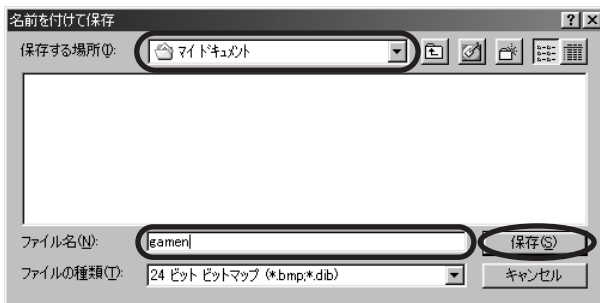 名前を付けて保存
保存する場所(I): マイ ドキュメント
ファイル名(N): gamen 保存(S)
ファイルの種類(T): 24 ビット ビットマップ (*.bmp;*.dib) キャンセル